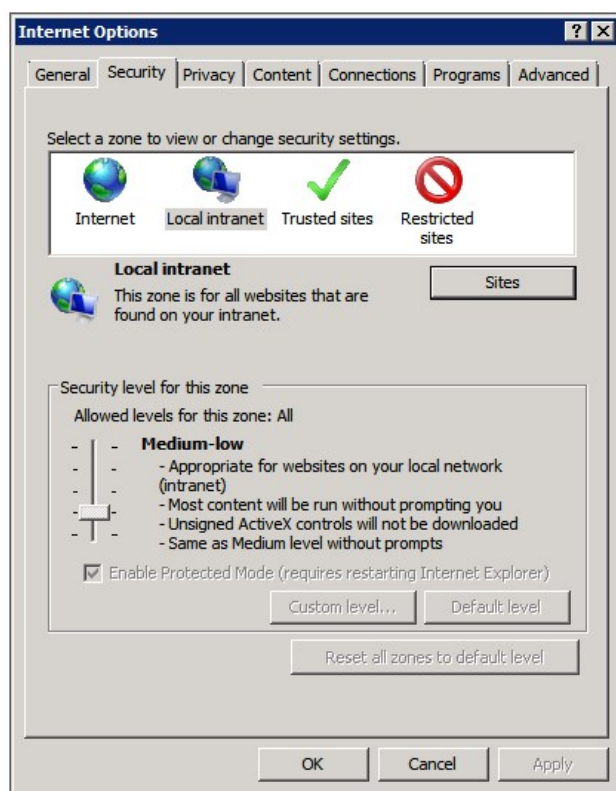 Internet Options
General Security Privacy Content Connections Programs Advanced
Select a zone to view or change security settings.
Internet Local intranet Trusted sites Restricted
sites
Local intranet
This zone is for all websites that are
found on your intranet.
Sites
Security level for this zone
Allowed levels for this zone: All
Medium-low
- Appropriate for websites on your local network
(intranet)
- Most content will be run without prompting you
- Unsigned ActiveX controls will not be downloaded
- Same as Medium level without prompts
Enable Protected Mode (requires restarting Internet Explorer)
Custom level... Default level
Reset all zones to default level
OK Cancel Apply